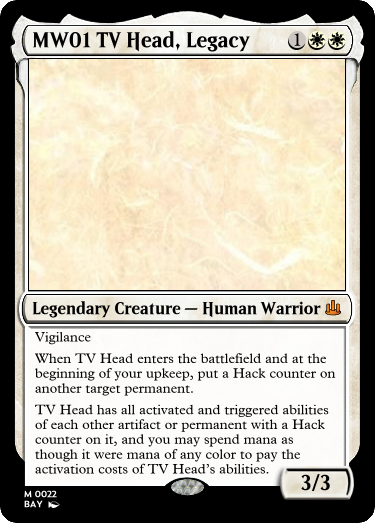 MW01 TV Head, Legacy 1
Legendary Creature — Human Warrior
Vigilance
When TV Head enters the battlefield and at the
beginning of your upkeep, put a Hack counter on
another target permanent.
TV Head has all activated and triggered abilities
of each other artifact or permanent with a Hack
counter on it, and you may spend mana as
though it were mana of any color to pay the
activation costs of TV Head's abilities.
3/3
M 0022
BAY